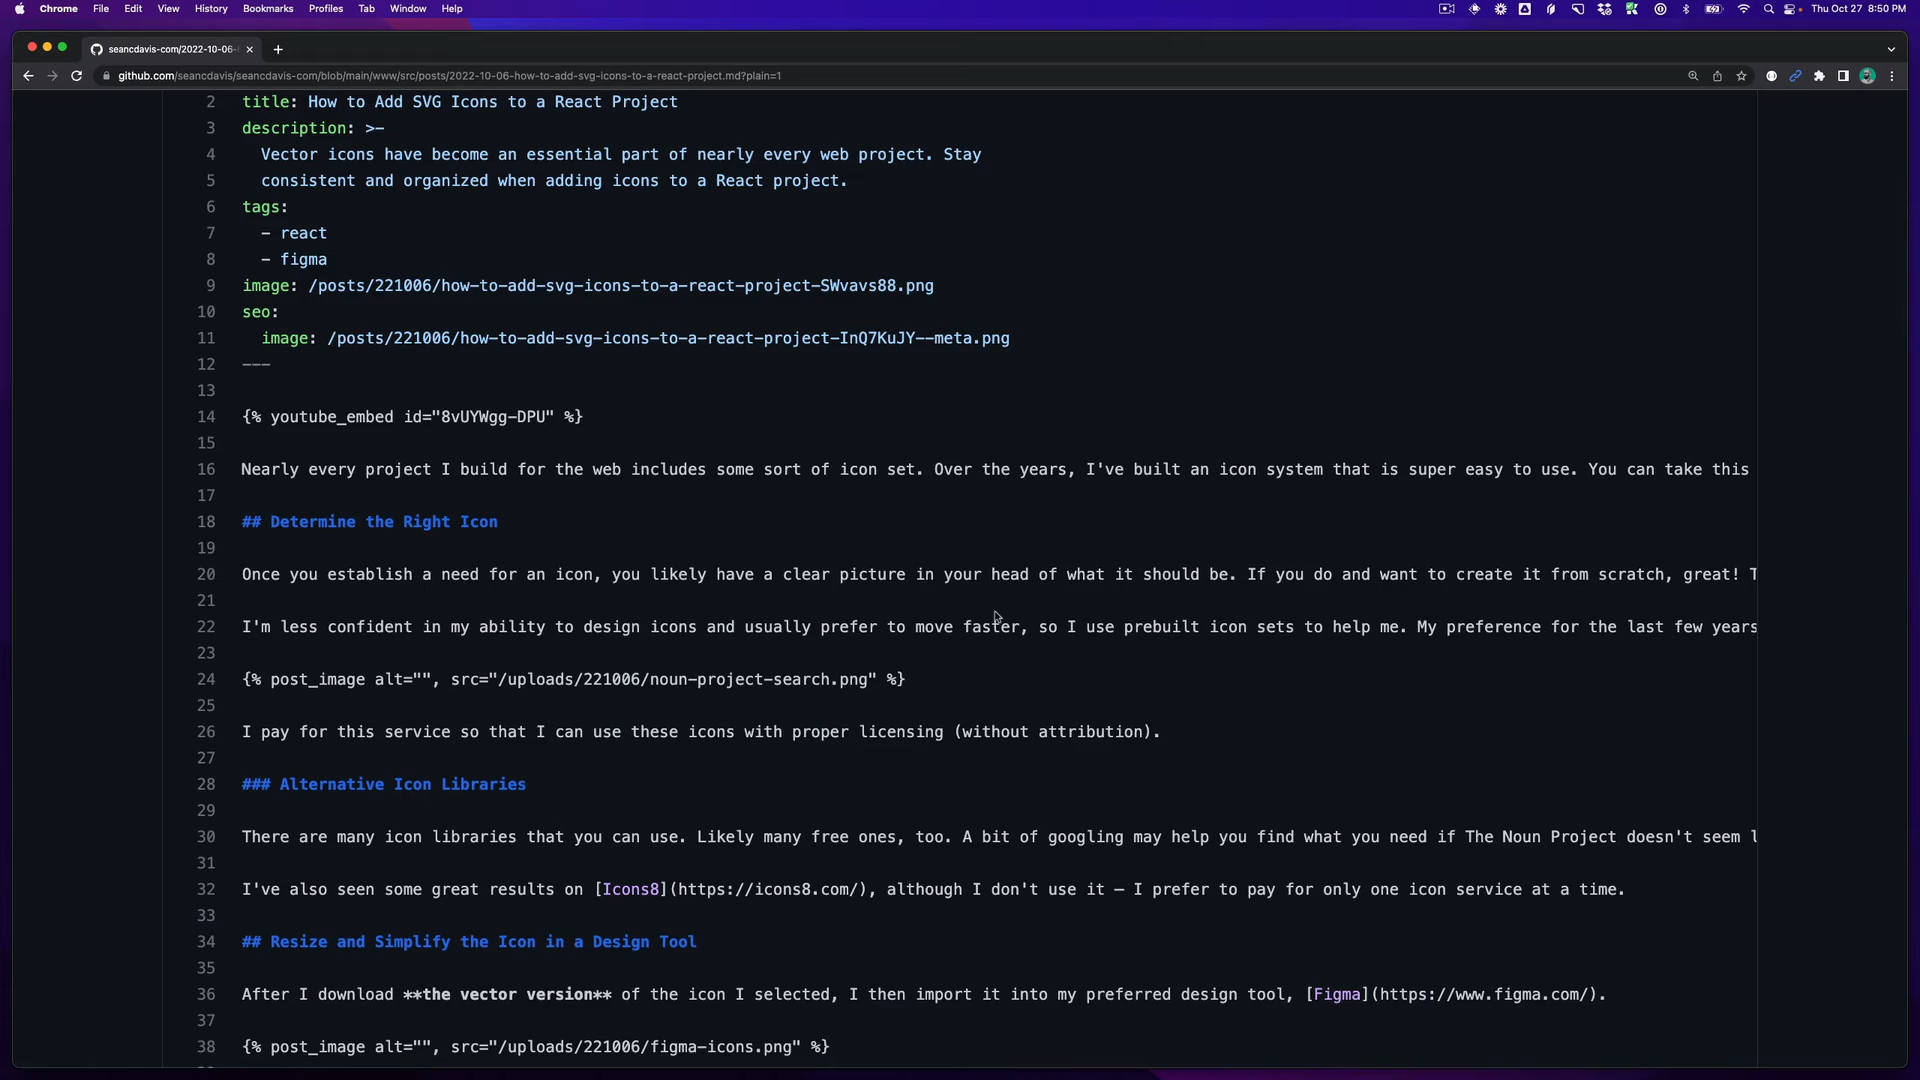 Chrome File Edit View History Bookmarks Profiles Tab Window Help Thu Oct 27 8:50 PM
seancdavis-com/2022-10-06-
github.com/seancdavis/seancdavis-com/blob/main/www/src/posts/2022-10-06-how-to-add-svg-icons-to-a-react-project.md?plain=1
2 title: How to Add SVG Icons to a React Project
3 description: >-
4 Vector icons have become an essential part of nearly every web project. Stay
5 consistent and organized when adding icons to a React project.
6 tags:
7 - react
8 - figma
9 image: /posts/221006/how-to-add-svg-icons-to-a-react-project-SWvavs88.png
10 seo:
11 image: /posts/221006/how-to-add-svg-icons-to-a-react-project-InQ7KuJY--meta.png
12 ---
13
14 {% youtube_embed id="8vUYWgg-DPU" %}
15
16 Nearly every project I build for the web includes some sort of icon set. Over the years, I've built an icon system that is super easy to use. You can take this
17
18 ## Determine the Right Icon
19
20 Once you establish a need for an icon, you likely have a clear picture in your head of what it should be. If you do and want to create it from scratch, great! T
21
22 I'm less confident in my ability to design icons and usually prefer to move faster, so I use prebuilt icon sets to help me. My preference for the last few years
23
24 {% post_image alt="", src="/uploads/221006/noun-project-search.png" %}
25
26 I pay for this service so that I can use these icons with proper licensing (without attribution).
27
28 ### Alternative Icon Libraries
29
30 There are many icon libraries that you can use. Likely many free ones, too. A bit of googling may help you find what you need if The Noun Project doesn't seem l
31
32 I've also seen some great results on [Icons8](https://icons8.com/), although I don't use it — I prefer to pay for only one icon service at a time.
33
34 ## Resize and Simplify the Icon in a Design Tool
35
36 After I download **the vector version** of the icon I selected, I then import it into my preferred design tool, [Figma](https://www.figma.com/).
37
38 {% post_image alt="", src="/uploads/221006/figma-icons.png" %}